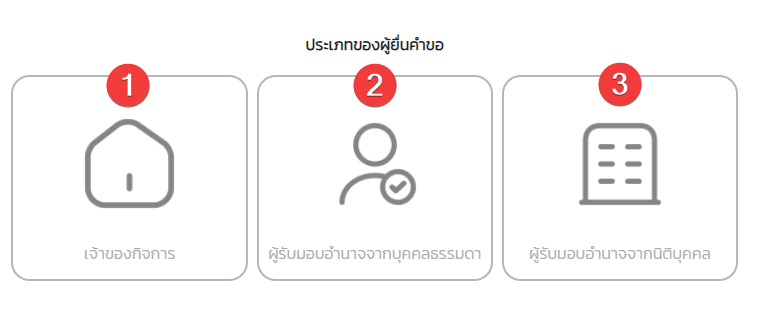 ประเภทของผู้ยื่นคำขอ
1
2
3
เจ้าของกิจการ
ผู้รับมอบอำนาจจากบุคคลธรรมดา
ผู้รับมอบอำนาจจากนิติบุคคล